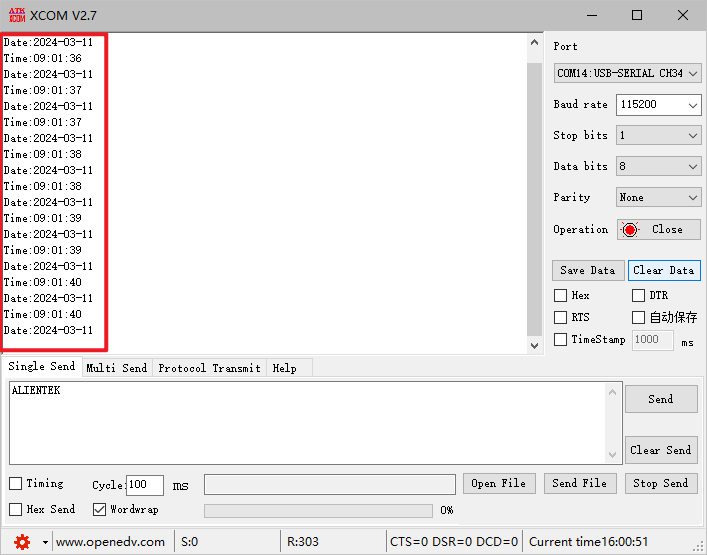 ATK
XCOM
XCOM V2.7
Date:2024-03-11
Time:09:01:36
Date:2024-03-11
Time:09:01:37
Date:2024-03-11
Time:09:01:37
Date:2024-03-11
Time:09:01:38
Date:2024-03-11
Time:09:01:38
Date:2024-03-11
Time:09:01:39
Date:2024-03-11
Time:09:01:39
Date:2024-03-11
Time:09:01:40
Date:2024-03-11
Time:09:01:40
Date:2024-03-11
Port
COM14:USB-SERIAL CH34
Baud rate 115200
Stop bits 1
Data bits 8
Parity None
Operation Close
Save Data Clear Data
Hex DTR
RTS 自动保存
TimeStamp 1000 ms
Single Send Multi Send Protocol Transmit Help
ALIENTEK
Send
Clear Send
Timing Cycle: 100 ms Open File Send File Stop Send
Hex Send Wordwrap 0%
www.openedv.com S:0 R:303 CTS=0 DSR=0 DCD=0 Current time16:00:51